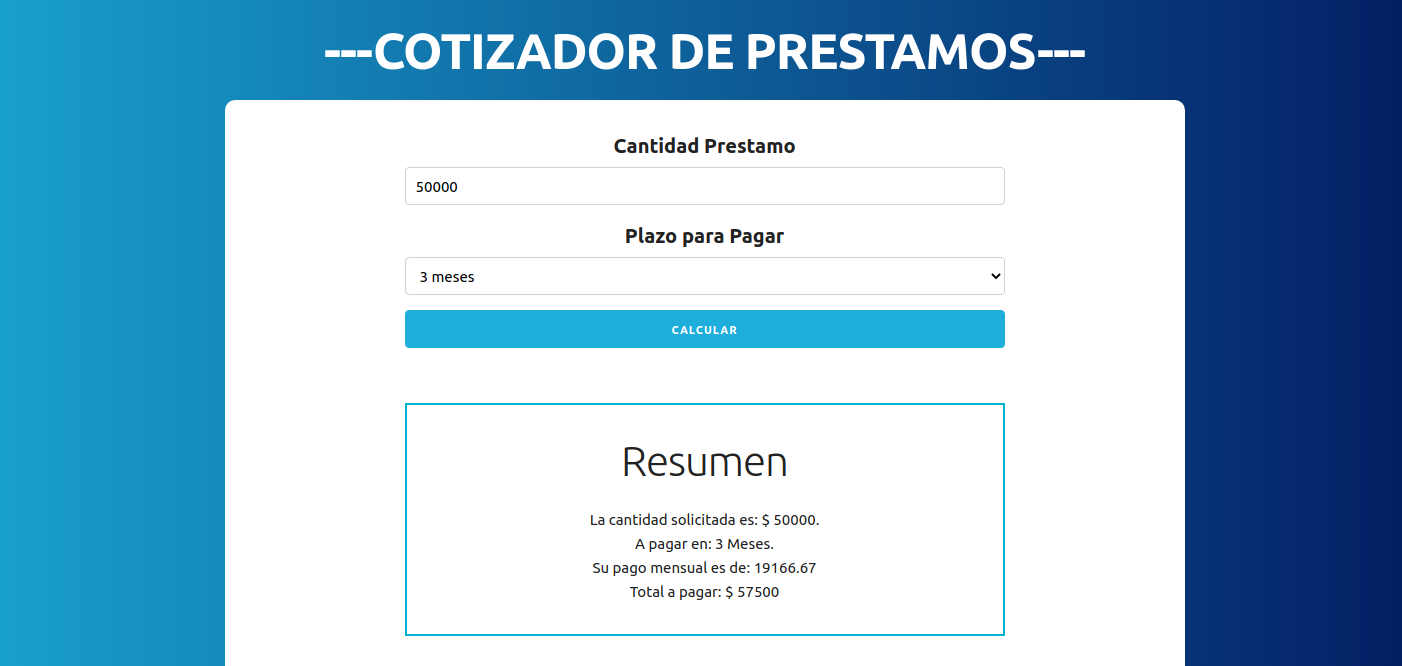 ---COTIZADOR DE PRESTAMOS---
Cantidad Prestamo
50000
Plazo para Pagar
3 meses
CALCULAR
Resumen
La cantidad solicitada es: $ 50000.
A pagar en: 3 Meses.
Su pago mensual es de: 19166.67
Total a pagar: $ 57500